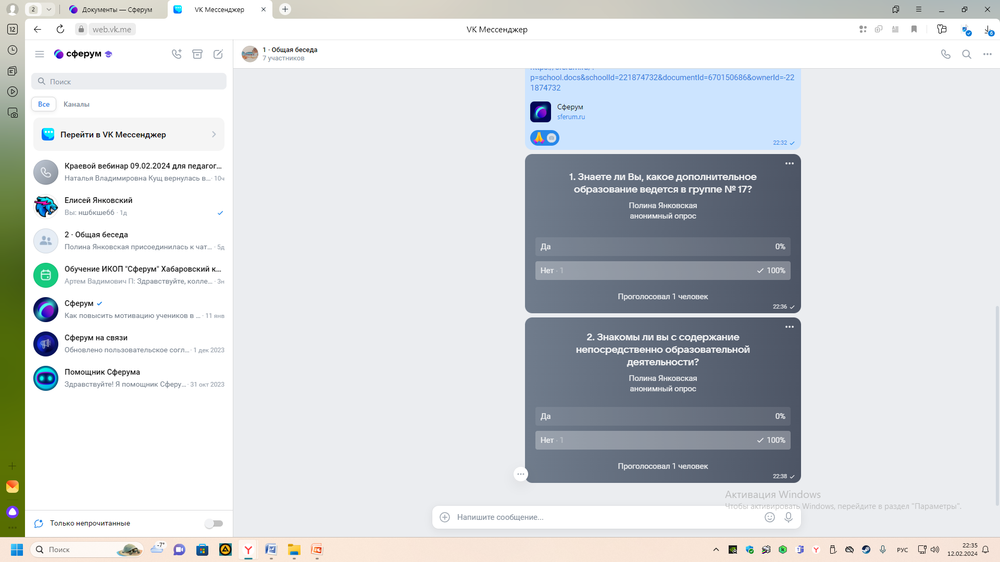 2
Документы — Сферум
VK Мессенджер
12
web.vk.me
VK Мессенджер
6
сферум
Поиск
Все
Каналы
Перейти в VK Мессенджер
Краевой вебинар 09.02.2024 для педагог...
Наталья Владимировна Кущ вернулась в... · 10ч
Елисей Янковский
Вы: нш6кше66 · 1д
2 · Общая беседа
Полина Янковская присоединилась к чат... · 5д
Обучение ИКОП "Сферум" Хабаровский к...
Артем Вадимович П: Здравствуйте, колле... · 3н
Сферум
Как повысить мотивацию учеников в ... · 11 янв
Сферум на связи
Обновлено пользовательское согл... · 1 дек 2023
Помощник Сферума
Здравствуйте! Я помощник Сферу... · 31 окт 2023
Только непрочитанные
1 · Общая беседа
7 участников
p=school.docs&schoolId=221874732&documentId=670150686&ownerId=-22
1874732
Сферум
sferum.ru
22:32
1. Знаете ли Вы, какое дополнительное
образование ведется в группе № 17?
Полина Янковская
анонимный опрос
Да 0%
Нет · 1 100%
Проголосовал 1 человек
22:36
2. Знакомы ли вы с содержание
непосредственно образовательной
деятельности?
Полина Янковская
анонимный опрос
Да 0%
Нет · 1 100%
Проголосовал 1 человек
22:38
Активация Windows
Чтобы активировать Windows, перейдите в раздел "Параметры".
Напишите сообщение...
Поиск
-7°
РУС
22:35
12.02.2024